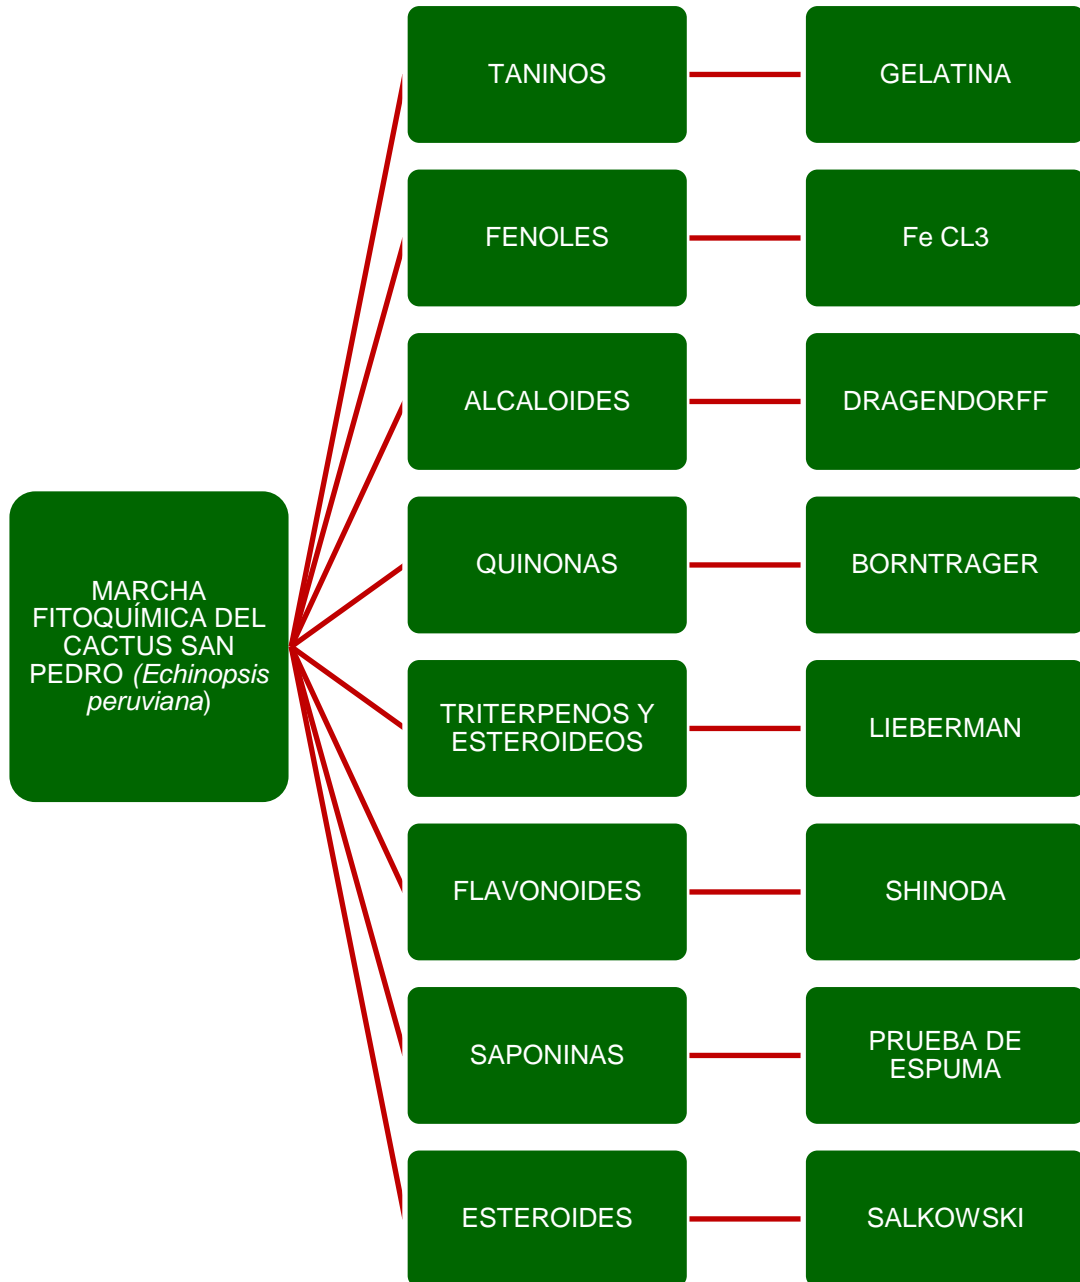 TANINOS
GELATINA
FENOLES
Fe CL3
ALCALOIDES
DRAGENDORFF
QUINONAS
BORNTRAGER
MARCHA
FITOQUÍMICA DEL
CACTUS SAN
PEDRO (Echinopsis
peruviana)
TRITERPENOS Y
ESTEROIDEOS
LIEBERMAN
FLAVONOIDES
SHINODA
SAPONINAS
PRUEBA DE
ESPUMA
ESTEROIDES
SALKOWSKI